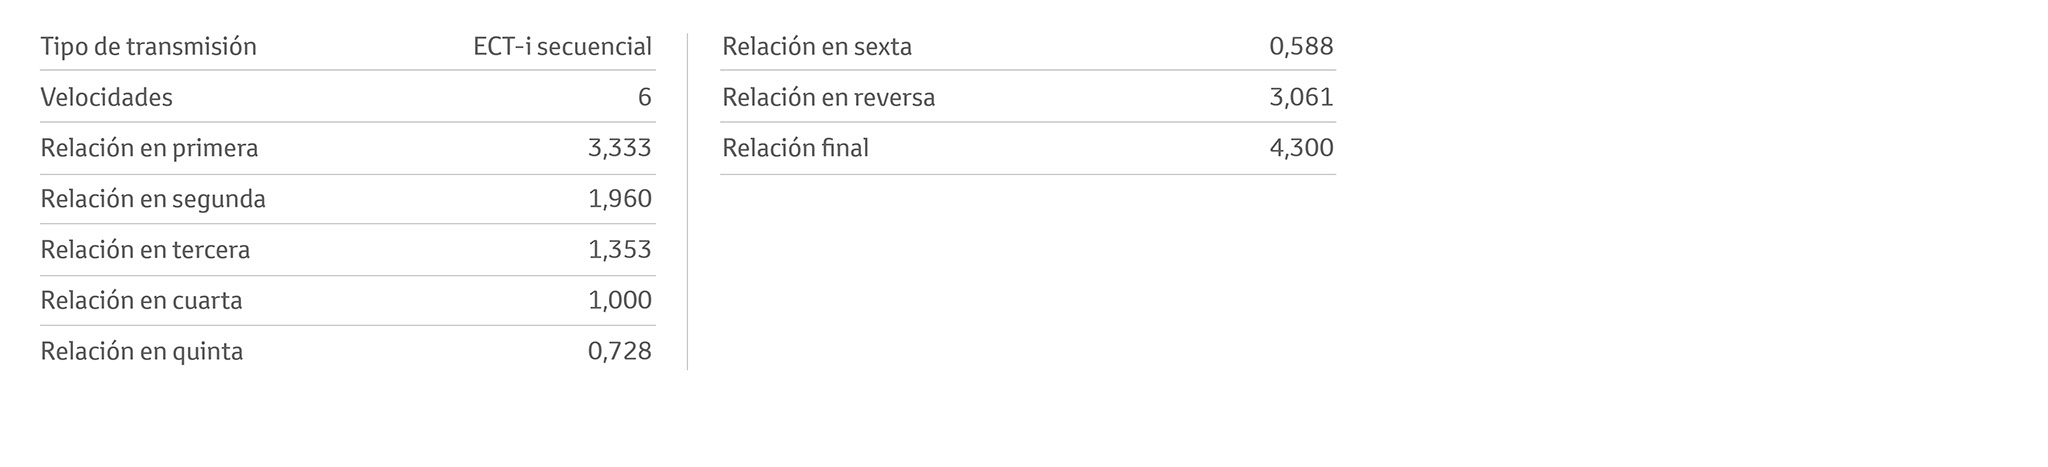 Tipo de transmisión ECT-i secuencial
Velocidades 6
Relación en primera 3,333
Relación en segunda 1,960
Relación en tercera 1,353
Relación en cuarta 1,000
Relación en quinta 0,728
Relación en sexta 0,588
Relación en reversa 3,061
Relación final 4,300